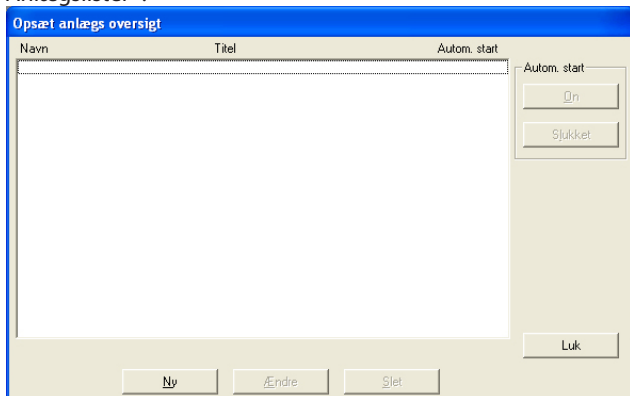 Opsæt anlægs oversigt
Navn Titel Autom. start
Autom. start
On
Slukket
Luk
Ny Ændre Slet